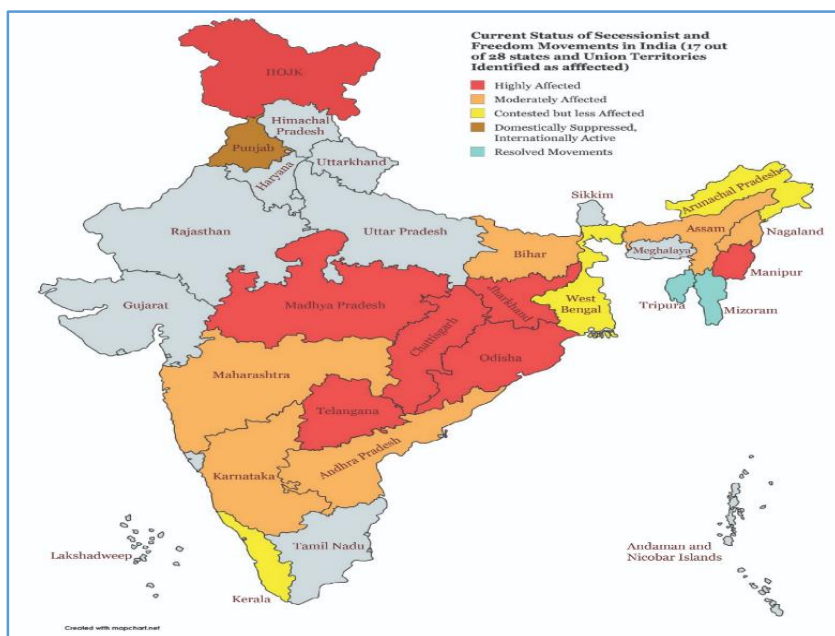 Current Status of Secessionist and
Freedom Movements in India (17 out
of 28 states and Union Territories
Identified as afffected)
Highly Affected
Moderately Affected
Contested but less Affected
Domestically Suppressed,
Internationally Active
Resolved Movements
IIOJK
Himachal
Pradesh
Punjab
Uttarkhand
Haryana
Sikkim
Arunachal Pradesh
Rajasthan
Uttar Pradesh
Assam
Nagaland
Bihar
Meghalaya
Manipur
Gujarat
Madhya Pradesh
Jharkhand
West
Bengal
Tripura
Mizoram
Chattisgarh
Odisha
Maharashtra
Telangana
Andhra Pradesh
Karnataka
Lakshadweep
Tamil Nadu
Andaman and
Nicobar Islands
Kerala
Created with mapchart.net